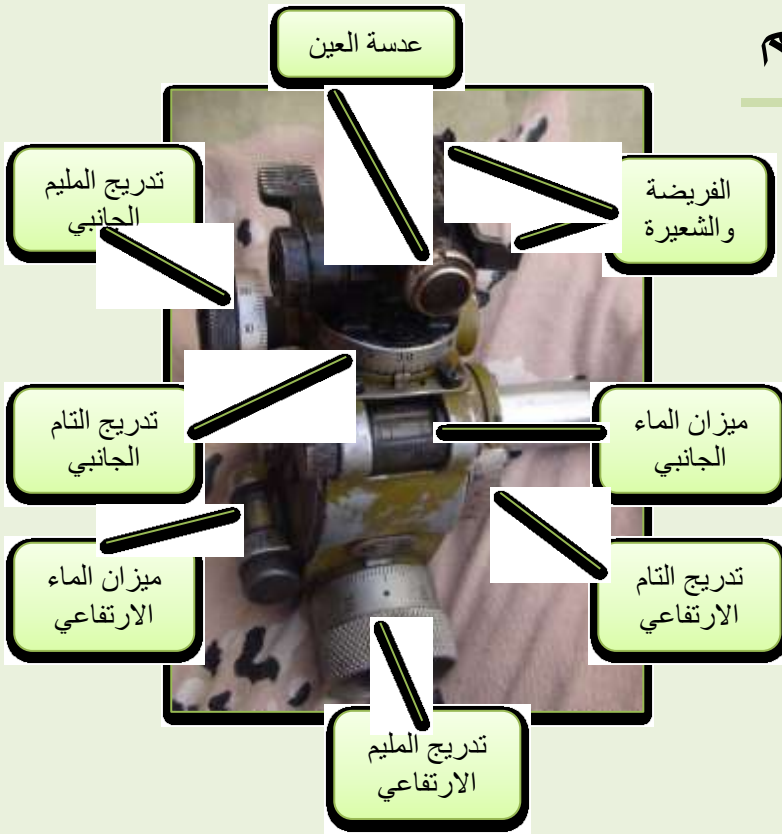 عدسة العين
الفريضة
والشعيرة
تدريج المليم
الجانبي
ميزان الماء
الجانبي
تدريج التام
الجانبي
تدريج التام
الارتفاعي
ميزان الماء
الارتفاعي
تدريج المليم
الارتفاعي
30